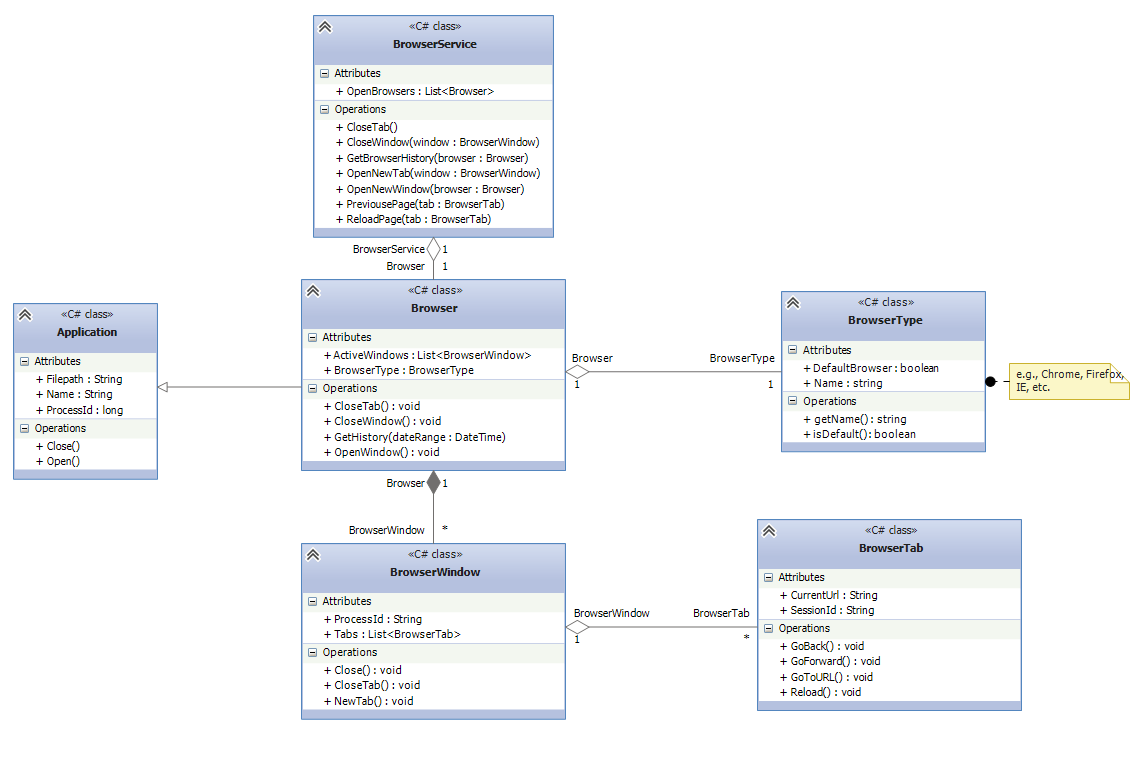 «C# class»
BrowserService
Attributes
+ OpenBrowsers : List<Browser>
Operations
+ CloseTab()
+ CloseWindow(window : BrowserWindow)
+ GetBrowserHistory(browser : Browser)
+ OpenNewTab(window : BrowserWindow)
+ OpenNewWindow(browser : Browser)
+ PreviousePage(tab : BrowserTab)
+ ReloadPage(tab : BrowserTab)
BrowserService 1
Browser 1
«C# class»
Application
Attributes
+ Filepath : String
+ Name : String
+ ProcessId : long
Operations
+ Close()
+ Open()
«C# class»
Browser
Attributes
+ ActiveWindows : List<BrowserWindow>
+ BrowserType : BrowserType
Operations
+ CloseTab() : void
+ CloseWindow() : void
+ GetHistory(dateRange : DateTime)
+ OpenWindow() : void
Browser
1
BrowserType
1
«C# class»
BrowserType
Attributes
+ DefaultBrowser : boolean
+ Name : string
Operations
+ getName() : string
+ isDefault() : boolean
e.g., Chrome, Firefox,
IE, etc.
Browser 1
BrowserWindow *
«C# class»
BrowserWindow
Attributes
+ ProcessId : String
+ Tabs : List<BrowserTab>
Operations
+ Close() : void
+ CloseTab() : void
+ NewTab() : void
BrowserWindow
1
BrowserTab
*
«C# class»
BrowserTab
Attributes
+ CurrentUrl : String
+ SessionId : String
Operations
+ GoBack() : void
+ GoForward() : void
+ GoToURL() : void
+ Reload() : void